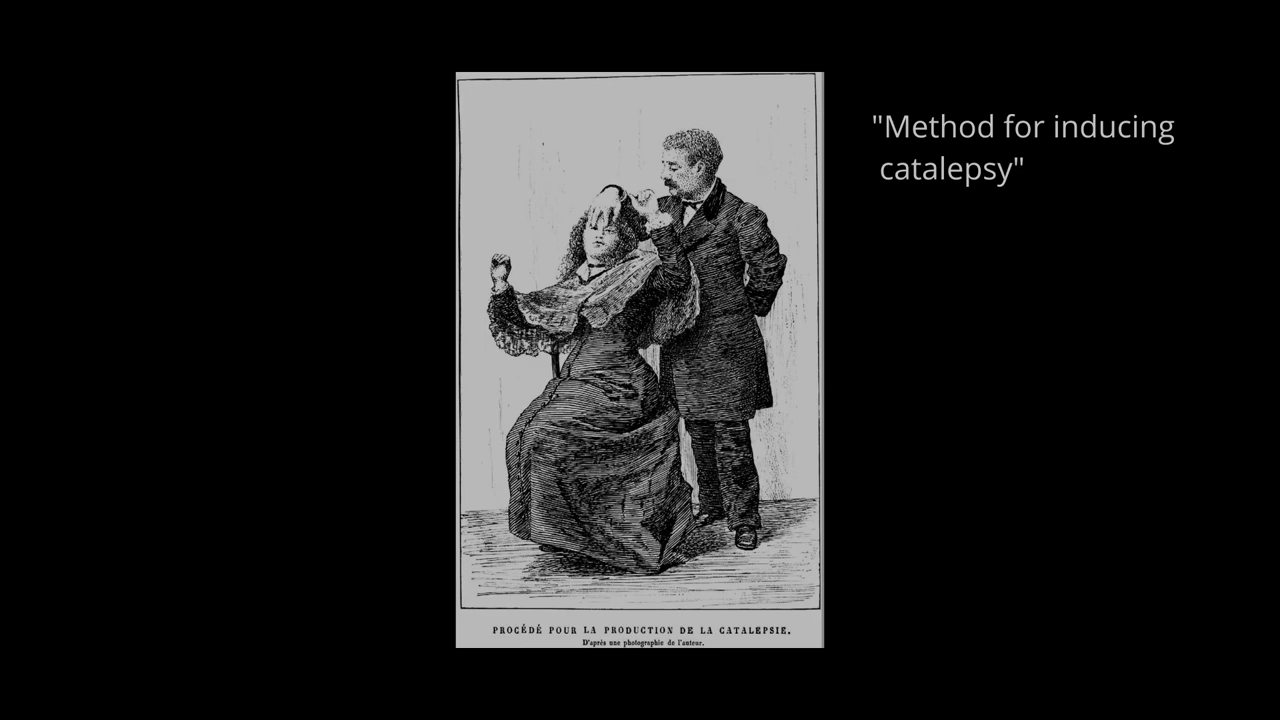 "Method for inducing
catalepsy"
PROCÉDÉ POUR LA PRODUCTION DE LA CATALEPSIE.
D'après une photographie de l'auteur.